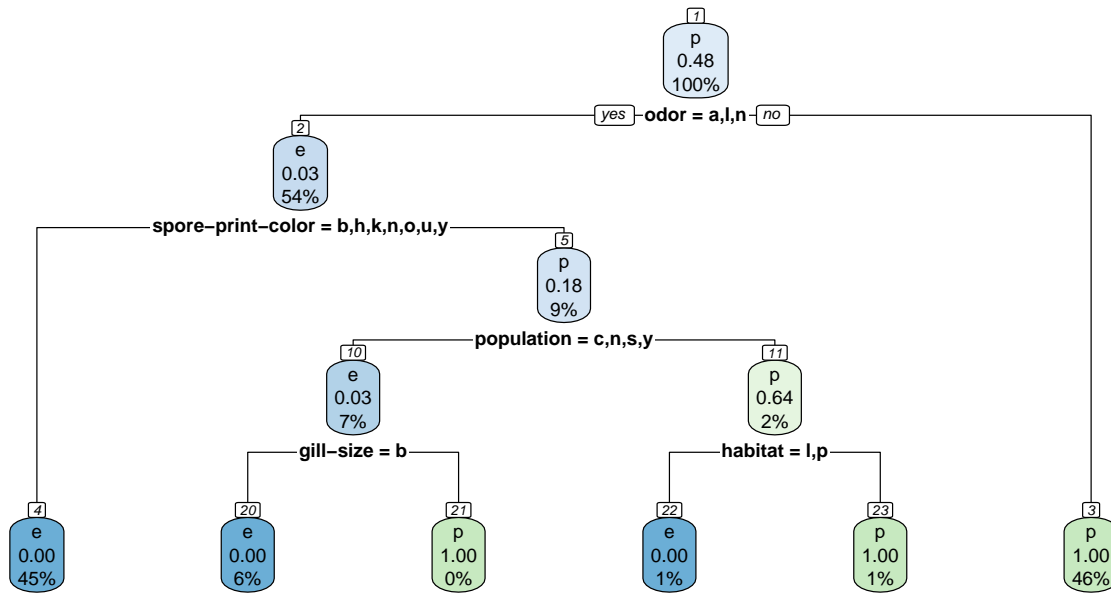 1
p
0.48
100%
yes odor = a,l,n no
2
e
0.03
54%
spore-print-color = b,h,k,n,o,u,y
5
p
0.18
9%
population = c,n,s,y
10
e
0.03
7%
gill-size = b
11
p
0.64
2%
habitat = l,p
4
e
0.00
45%
20
e
0.00
6%
21
p
1.00
0%
22
e
0.00
1%
23
p
1.00
1%
3
p
1.00
46%